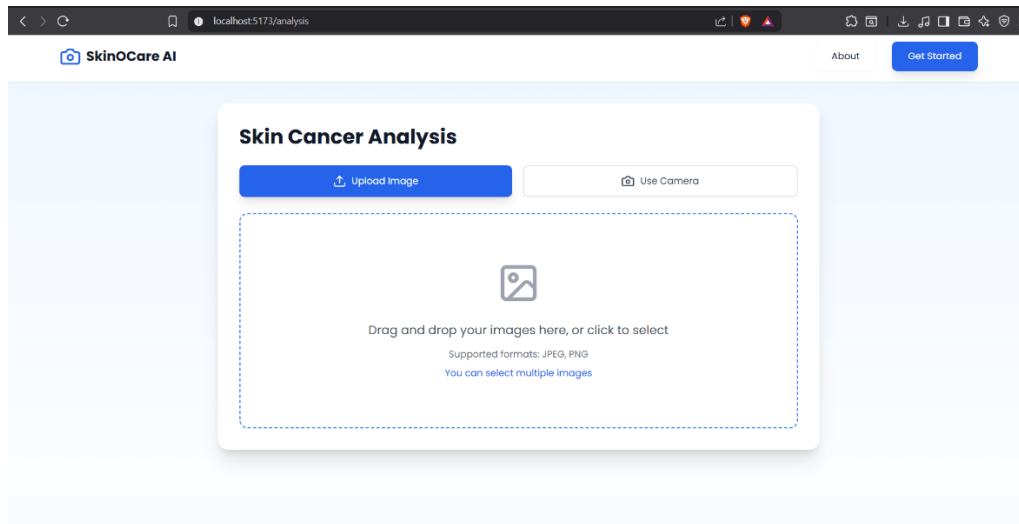 localhost:5173/analysis
SkinOCare AI
About
Get Started
Skin Cancer Analysis
Upload Image
Use Camera
Drag and drop your images here, or click to select
Supported formats: JPEG, PNG
You can select multiple images